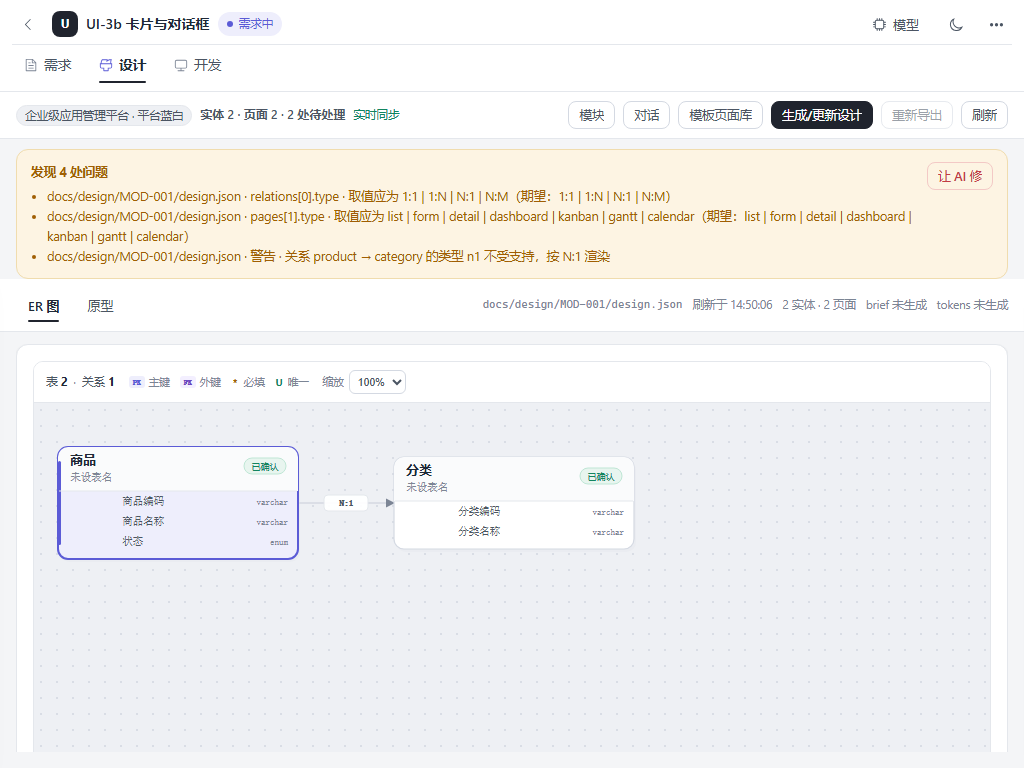 U UI-3b 卡片与对话框 需求中 模型
需求 设计 开发
企业级应用管理平台 · 平台蓝白 实体 2 · 页面 2 · 2 处待处理 实时同步 模块 对话 模板页面库 生成/更新设计 重新导出 刷新
发现 4 处问题 让 AI 修
docs/design/MOD-001/design.json · relations[0].type · 取值应为 1:1 | 1:N | N:1 | N:M（期望：1:1 | 1:N | N:1 | N:M）
docs/design/MOD-001/design.json · pages[1].type · 取值应为 list | form | detail | dashboard | kanban | gantt | calendar（期望：list | form | detail | dashboard |
kanban | gantt | calendar）
docs/design/MOD-001/design.json · 警告 · 关系 product → category 的类型 n1 不受支持，按 N:1 渲染
ER 图 原型 docs/design/MOD-001/design.json 刷新于 14:50:06 2 实体 · 2 页面 brief 未生成 tokens 未生成
表 2 · 关系 1 PK 主键 FK 外键 * 必填 U 唯一 缩放 100%
商品 已确认
未设表名
商品编码 varchar
商品名称 varchar
状态 enum
N:1
分类 已确认
未设表名
分类编码 varchar
分类名称 varchar